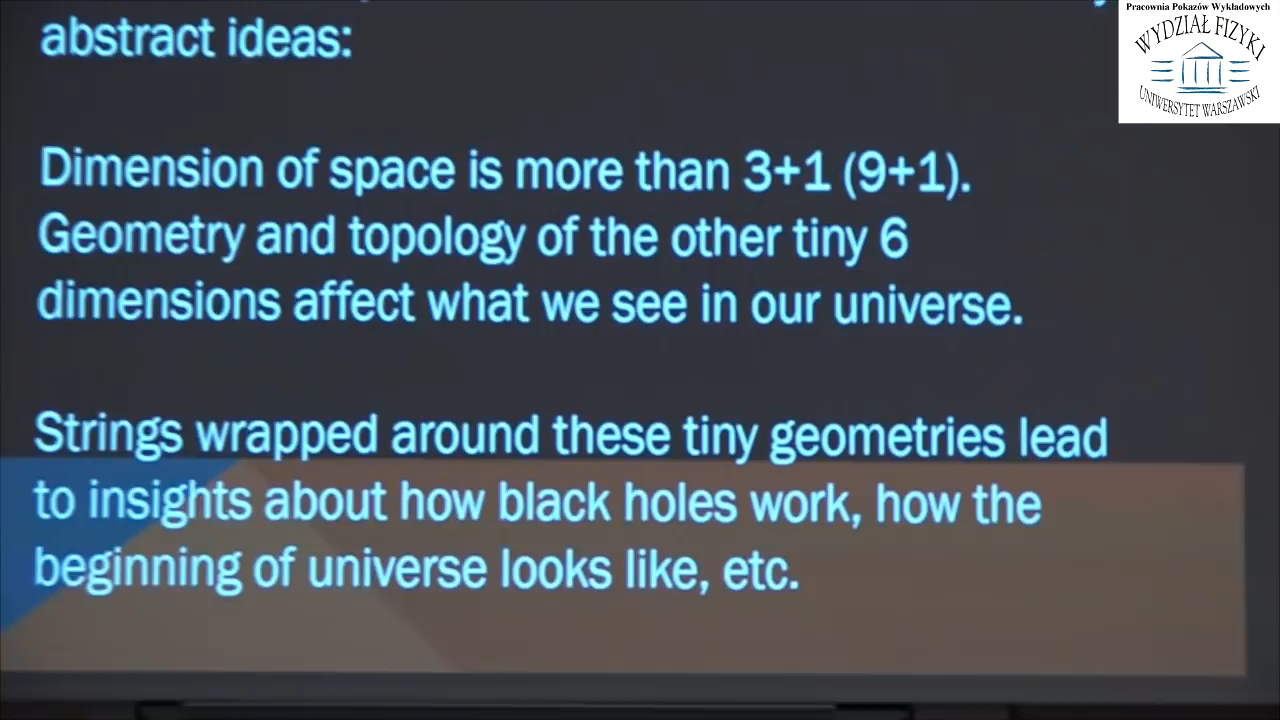 Pracownia Pokazów Wykładowych
WYDZIAŁ FIZYKI
UNIWERSYTET WARSZAWSKI
abstract ideas:
Dimension of space is more than 3+1 (9+1).
Geometry and topology of the other tiny 6
dimensions affect what we see in our universe.
Strings wrapped around these tiny geometries lead
to insights about how black holes work, how the
beginning of universe looks like, etc.